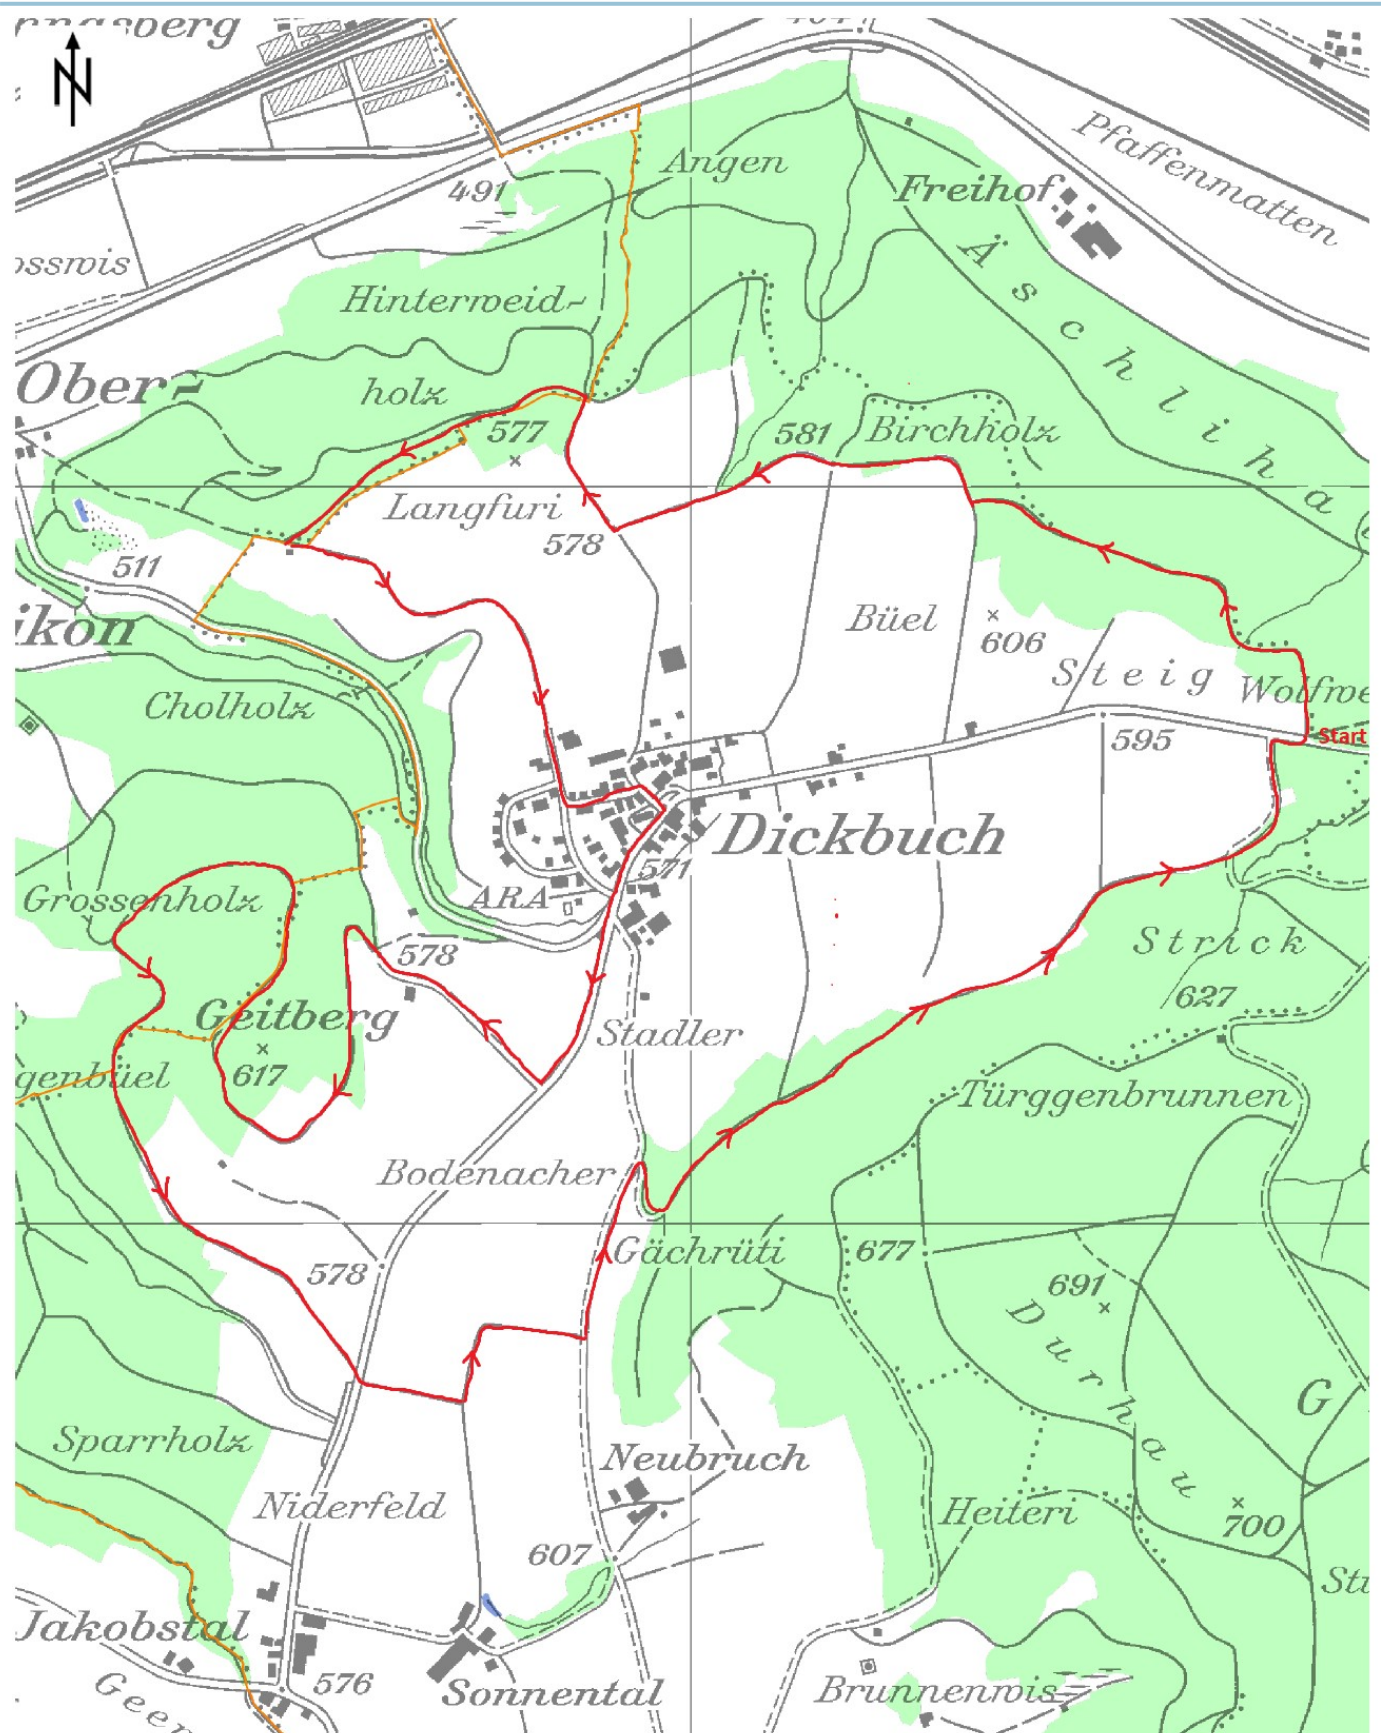 N
491
Angen
Pfaffenmatten
Freihof
Hinterweid-
holz
Ober-
577
581
Birchholz
Langfuri
578
511
ikon
Büel
606
Steig
Cholholz
595
Start
Dickbuch
571
ARA
Grossenholz
578
Strick
627
Geitberg
617
Stadler
genbüel
Türggenbrunnen
Bodenacher
Gächrüti
677
578
691
Durhau
G
Sparrholz
Neubruch
Niderfeld
Heiteri
700
607
Jakobstal
576
Sonnental
Brunnenwis